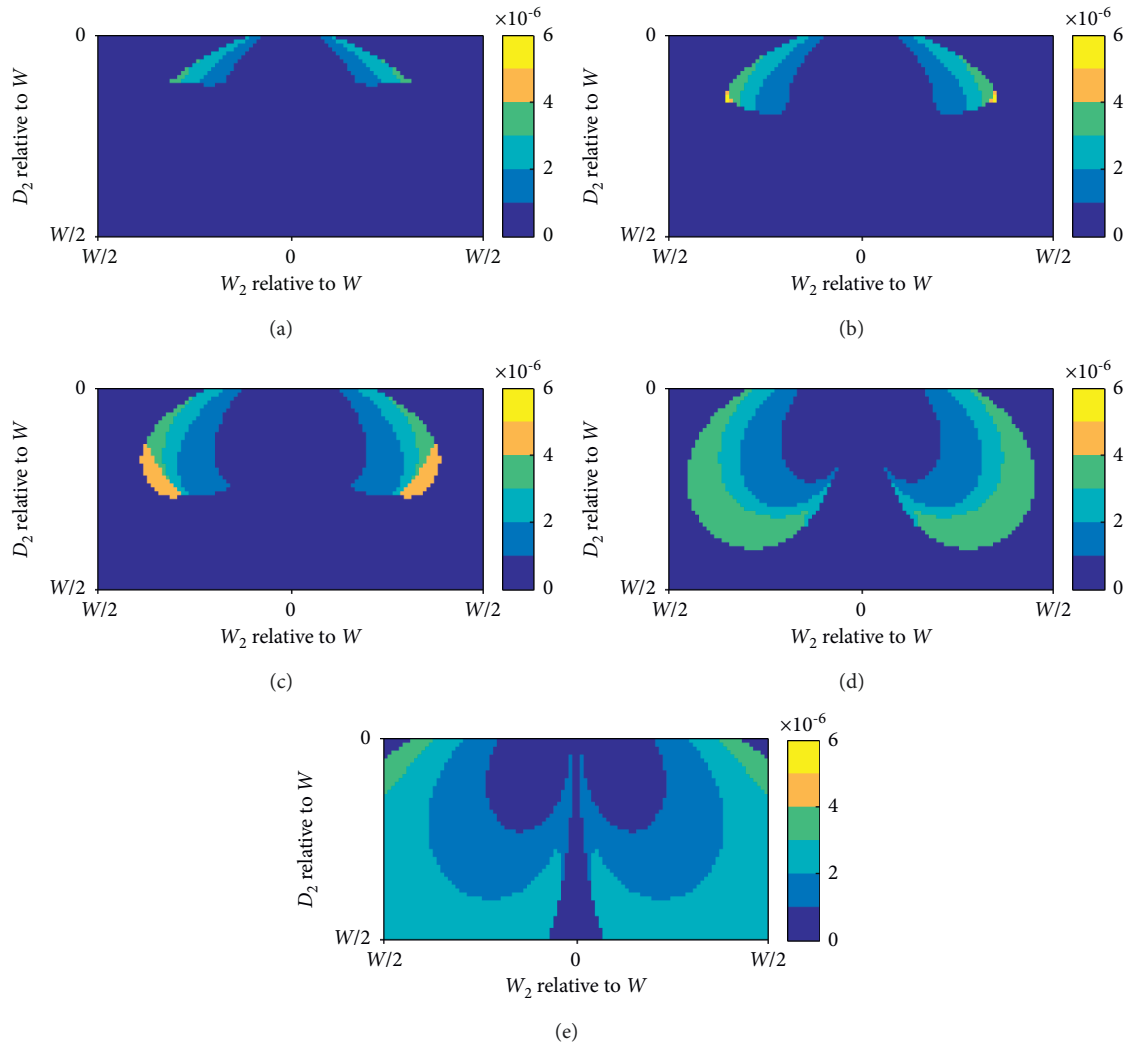 ×10-6
6
4
2
0
0
W/2
D2 relative to W
W/2
0
W/2
W2 relative to W
(a)
×10-6
6
4
2
0
0
W/2
D2 relative to W
W/2
0
W/2
W2 relative to W
(b)
×10-6
6
4
2
0
0
W/2
D2 relative to W
W/2
0
W/2
W2 relative to W
(c)
×10-6
6
4
2
0
0
W/2
D2 relative to W
W/2
0
W/2
W2 relative to W
(d)
×10-6
6
4
2
0
0
W/2
D2 relative to W
W/2
0
W/2
W2 relative to W
(e)